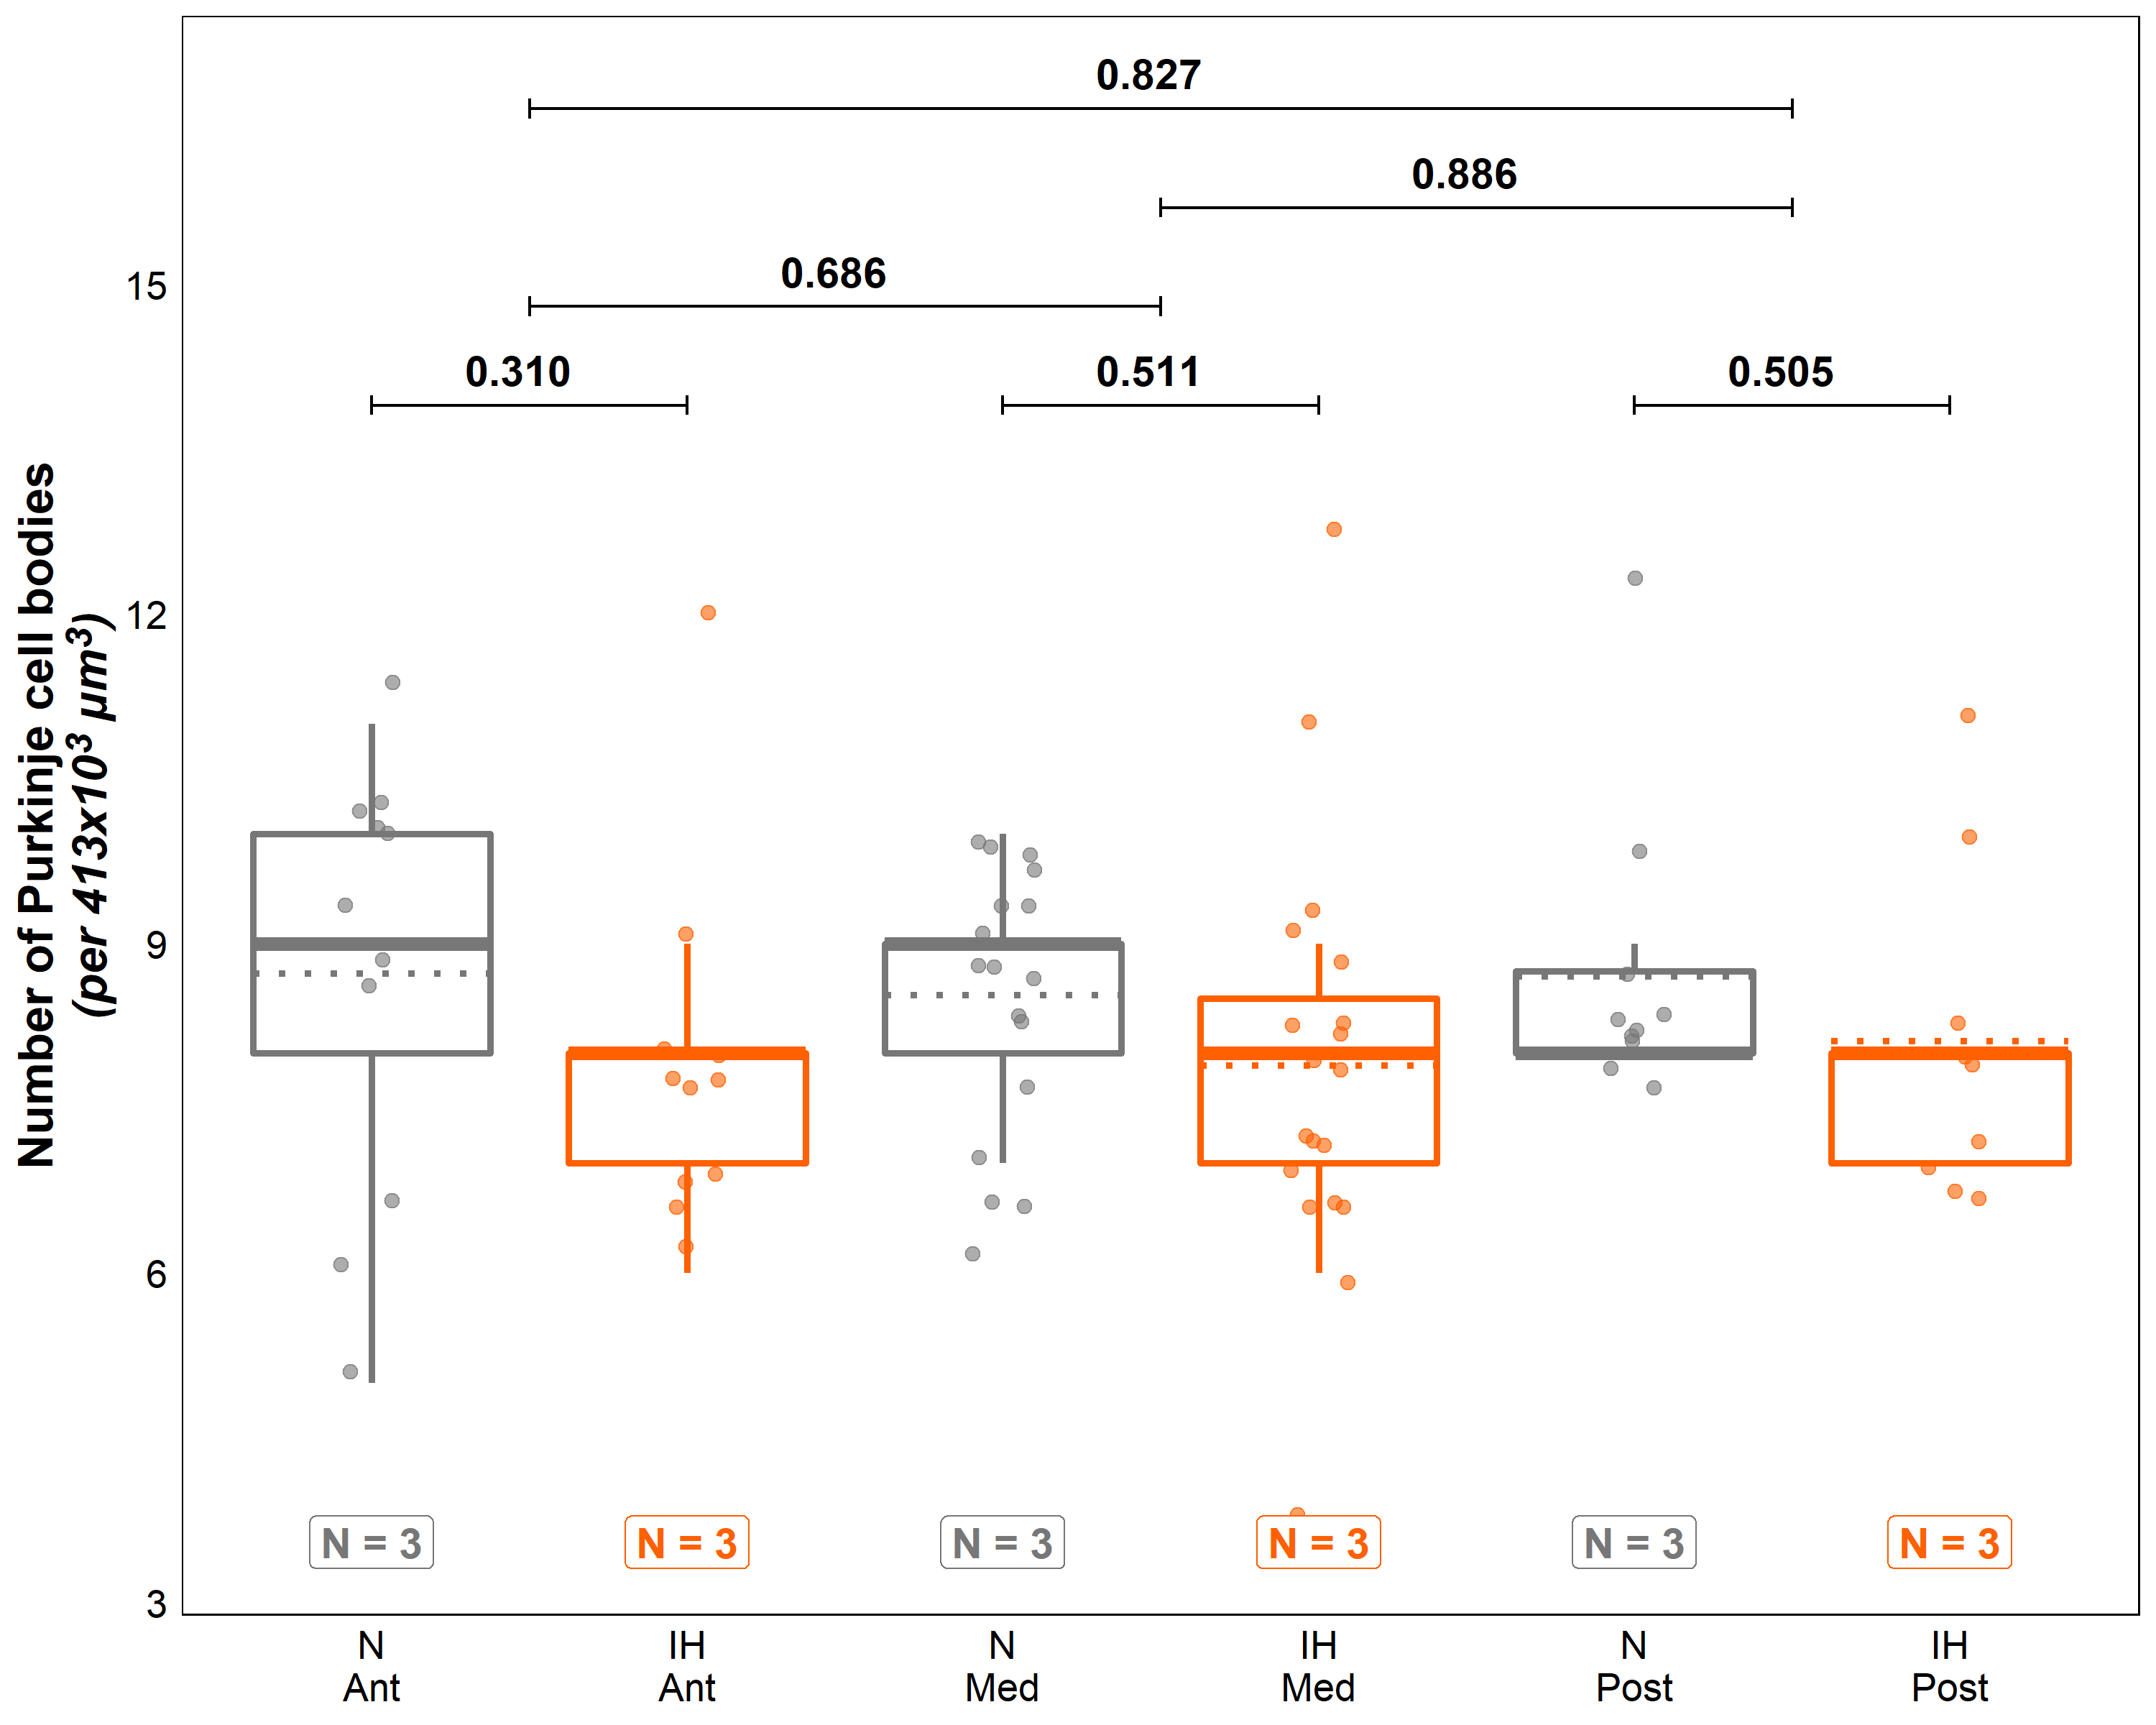 0.827
0.886
0.686
0.310
0.511
0.505
Number of Purkinje cell bodies
(per 413x10³ µm³)
15
12
9
6
3
N = 3
N = 3
N = 3
N = 3
N = 3
N = 3
N
Ant
IH
Ant
N
Med
IH
Med
N
Post
IH
Post